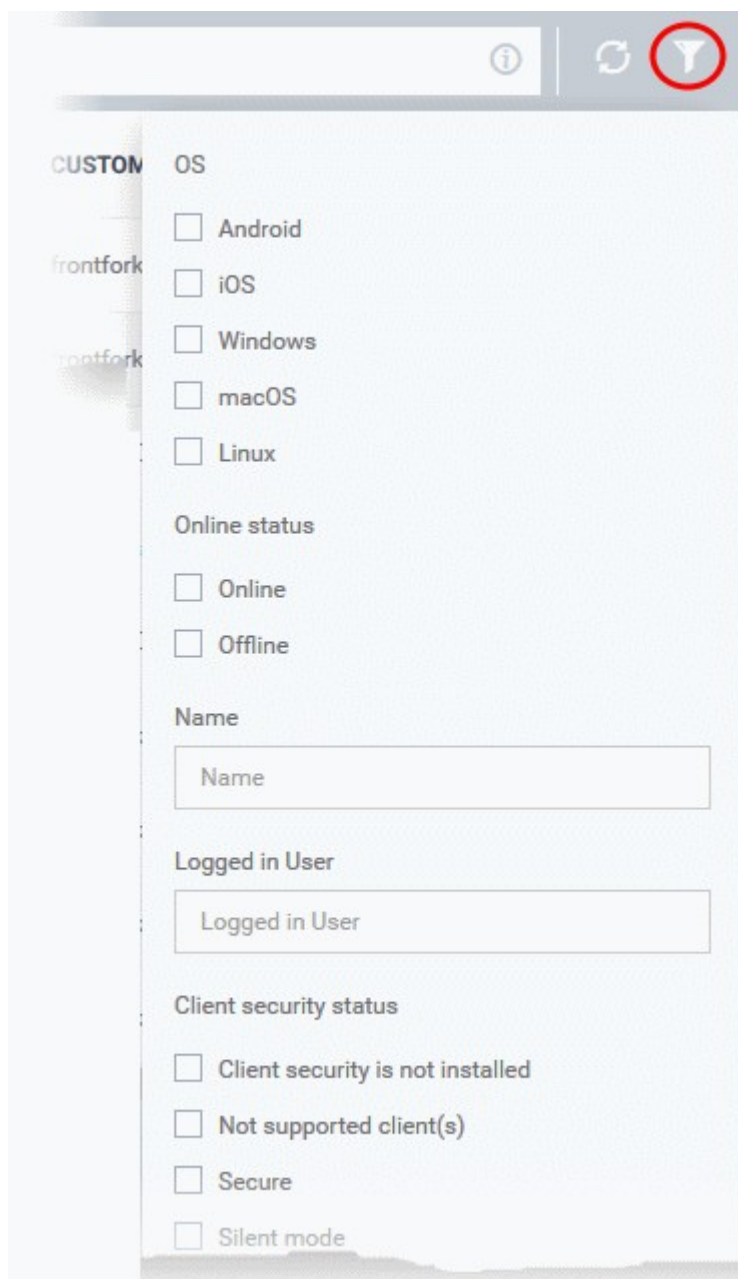 CUSTOM
OS
Android
frontfork
iOS
Windows
frontfork
macOS
Linux
Online status
Online
Offline
Name
Name
Logged in User
Logged in User
Client security status
Client security is not installed
Not supported client(s)
Secure
Silent mode